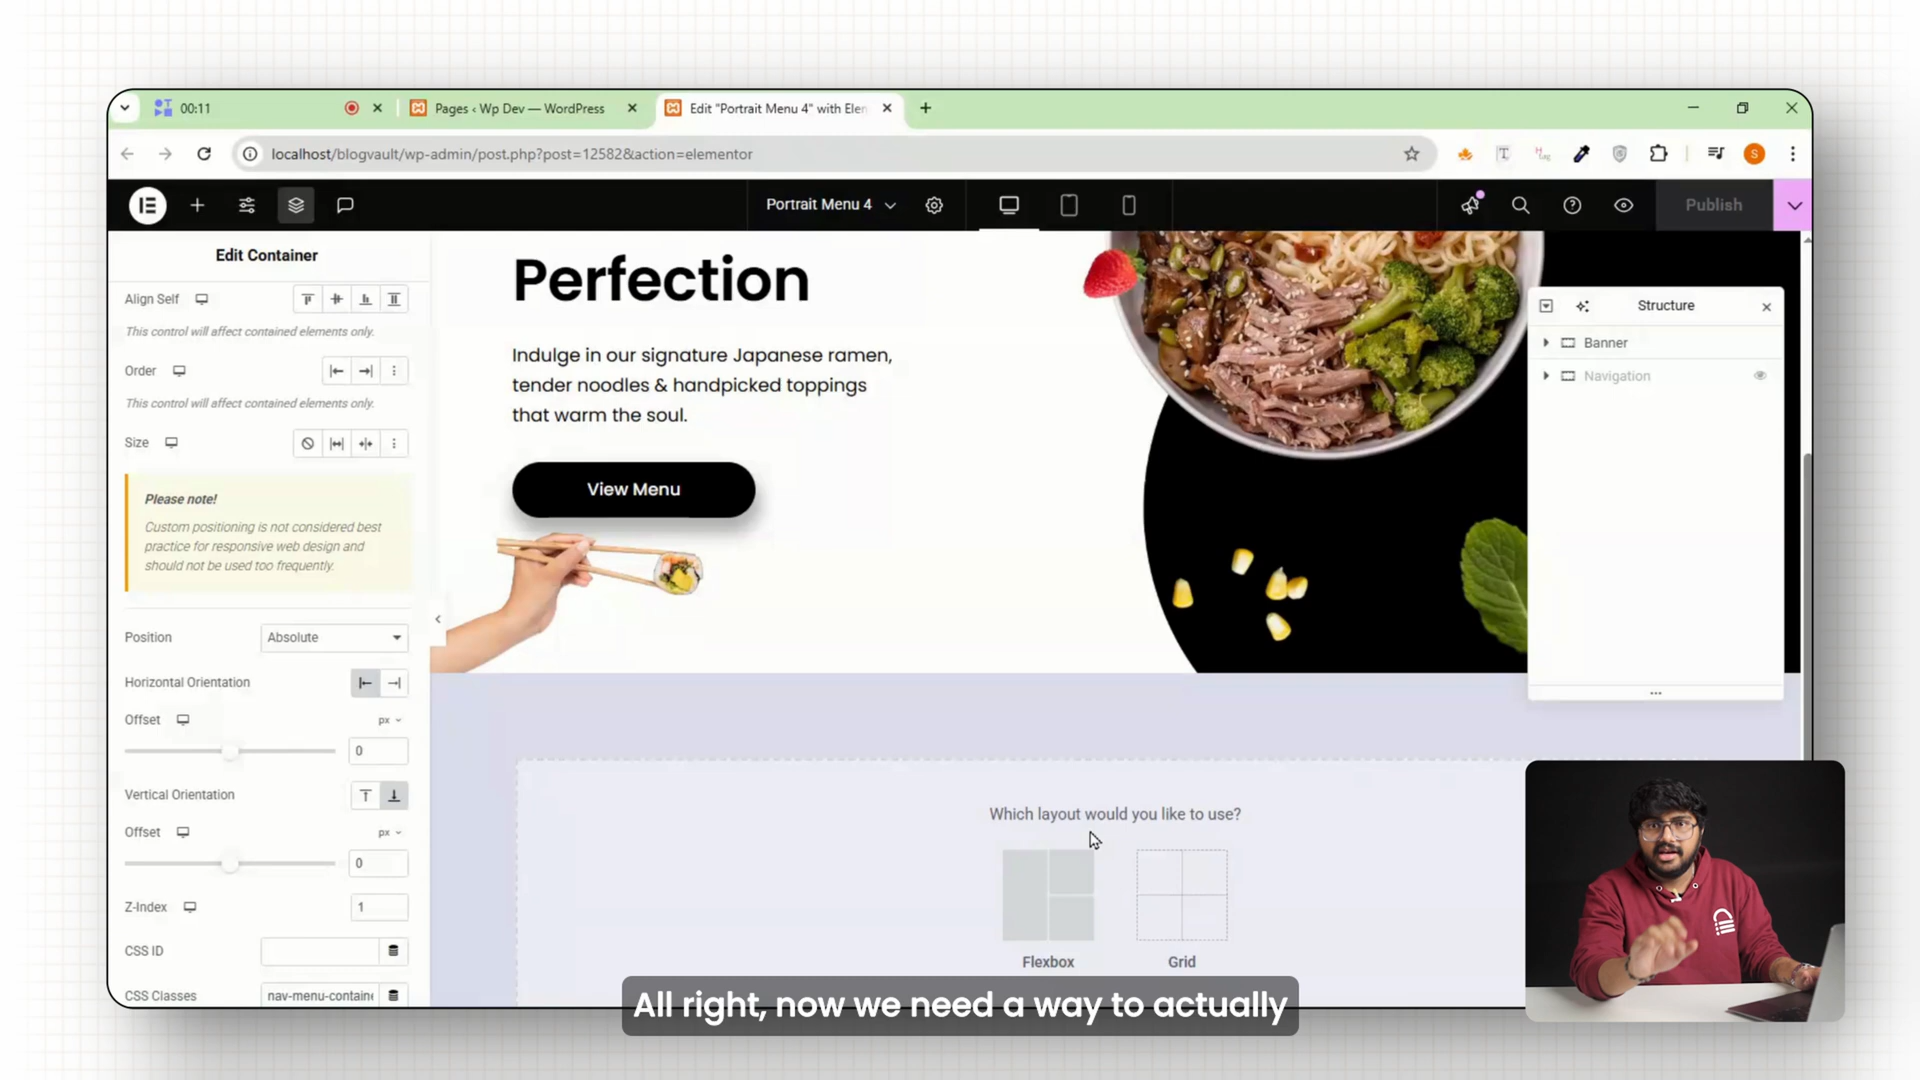 00:11
Pages ‹ Wp Dev — WordPress
Edit "Portrait Menu 4" with Elen
localhost/blogvault/wp-admin/post.php?post=12582&action=elementor
S
Portrait Menu 4
Publish
Edit Container
Align Self
This control will affect contained elements only.
Order
This control will affect contained elements only.
Size
Please note!
Custom positioning is not considered best
practice for responsive web design and
should not be used too frequently.
Position
Absolute
Horizontal Orientation
Offset
px
0
Vertical Orientation
Offset
px
0
Z-Index
1
CSS ID
CSS Classes
nav-menu-containe
Perfection
Indulge in our signature Japanese ramen,
tender noodles & handpicked toppings
that warm the soul.
View Menu
Structure
Banner
Navigation
Which layout would you like to use?
Flexbox
Grid
All right, now we need a way to actually